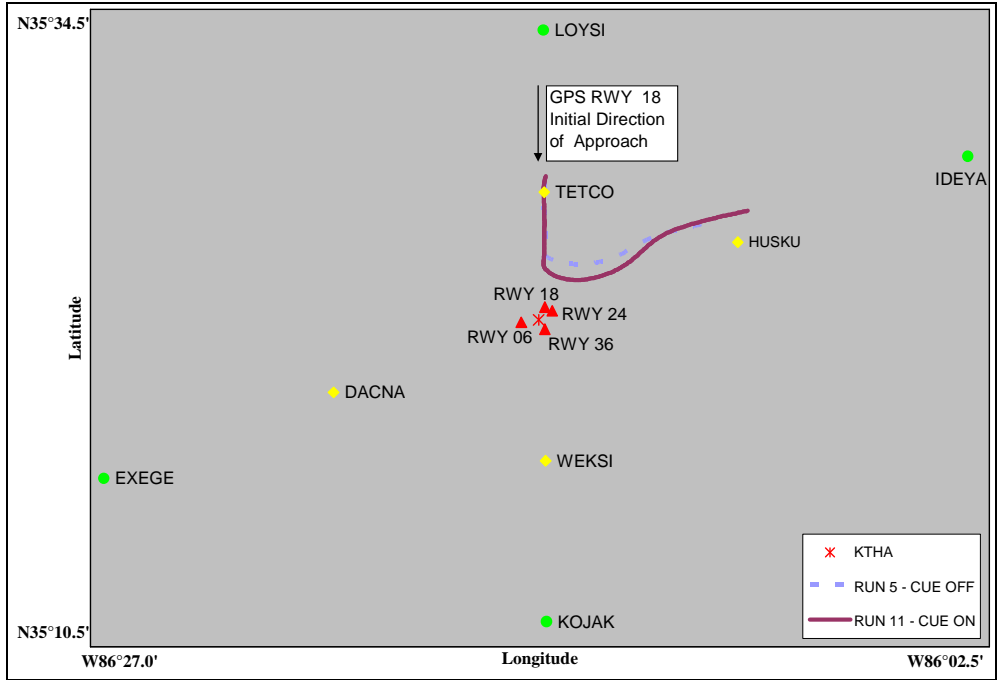 N35°34.5'
LOYSI
GPS RWY 18
Initial Direction
of Approach
IDEYA
TETCO
HUSKU
RWY 18
RWY 24
RWY 06
RWY 36
Latitude
DACNA
WEKSI
EXEGE
KTHA
RUN 5 - CUE OFF
RUN 11 - CUE ON
KOJAK
N35°10.5'
W86°27.0'
Longitude
W86°02.5'